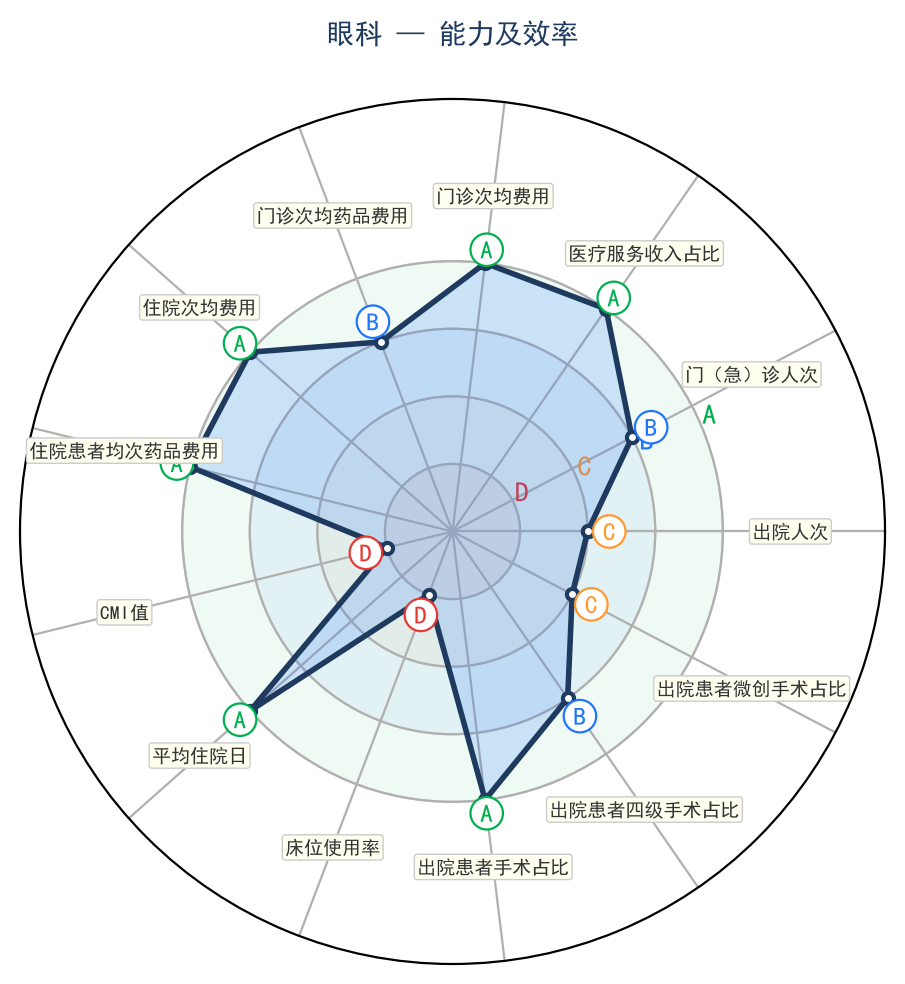 眼科 — 能力及效率
门诊次均费用
门诊次均药品费用
A
医疗服务收入占比
A
住院次均费用
B
A
门（急）诊人次
A
B
B
住院患者均次药品费用
A
C
D
出院人次
C
D
CMI值
C
D
出院患者微创手术占比
A
B
平均住院日
出院患者四级手术占比
A
床位使用率
出院患者手术占比